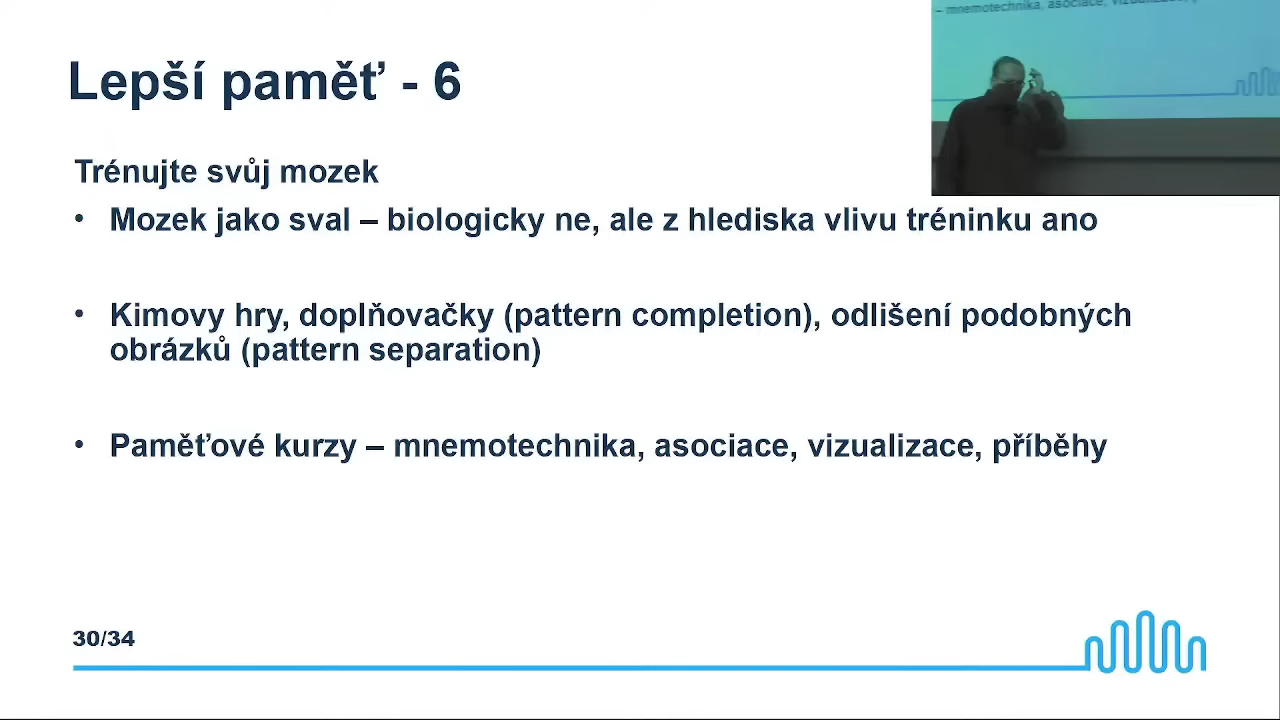 Lepší paměť - 6
– mnemotechnika, asociace,
Trénujte svůj mozek
• Mozek jako sval – biologicky ne, ale z hlediska vlivu tréninku ano
• Kimovy hry, doplňovačky (pattern completion), odlišení podobných
obrázků (pattern separation)
• Paměťové kurzy – mnemotechnika, asociace, vizualizace, příběhy
30/34